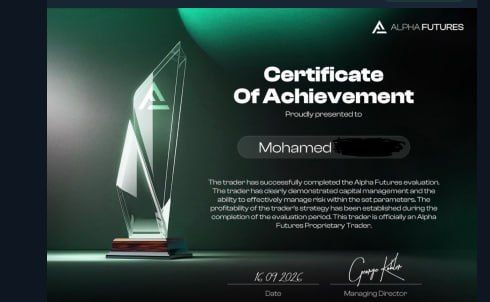 ALPHA FUTURES
Certificate
Of Achievement
Proudly presented to
Mohamed
The trader has successfully completed the Alpha Futures evaluation.
The trader has clearly demonstrated capital management and the
ability to effectively manage risk within the set parameters. The
profitability of the trader's strategy has been established during the
completion of the evaluation period. This trader is officially an Alpha
Futures Proprietary Trader.
16 09 2026
Date
Managing Director